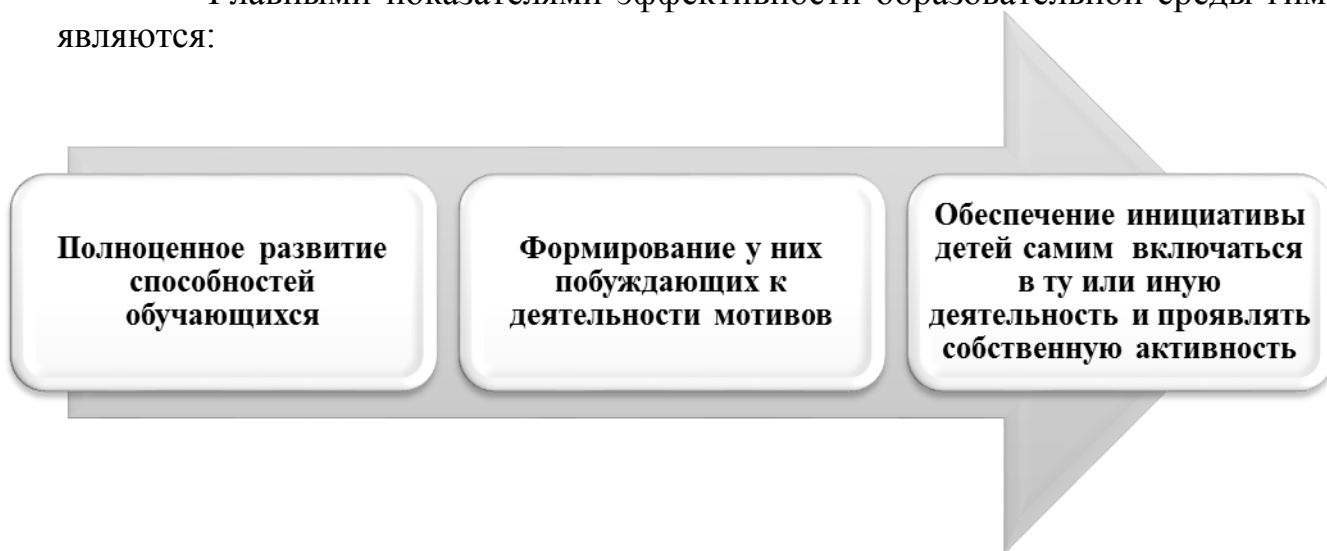 Главными показателями эффективности образовательной среды гим
являются:
Полноценное развитие
способностей
обучающихся
Формирование у них
побуждающих к
деятельности мотивов
Обеспечение инициативы
детей самим включаться
в ту или иную
деятельность и проявлять
собственную активность